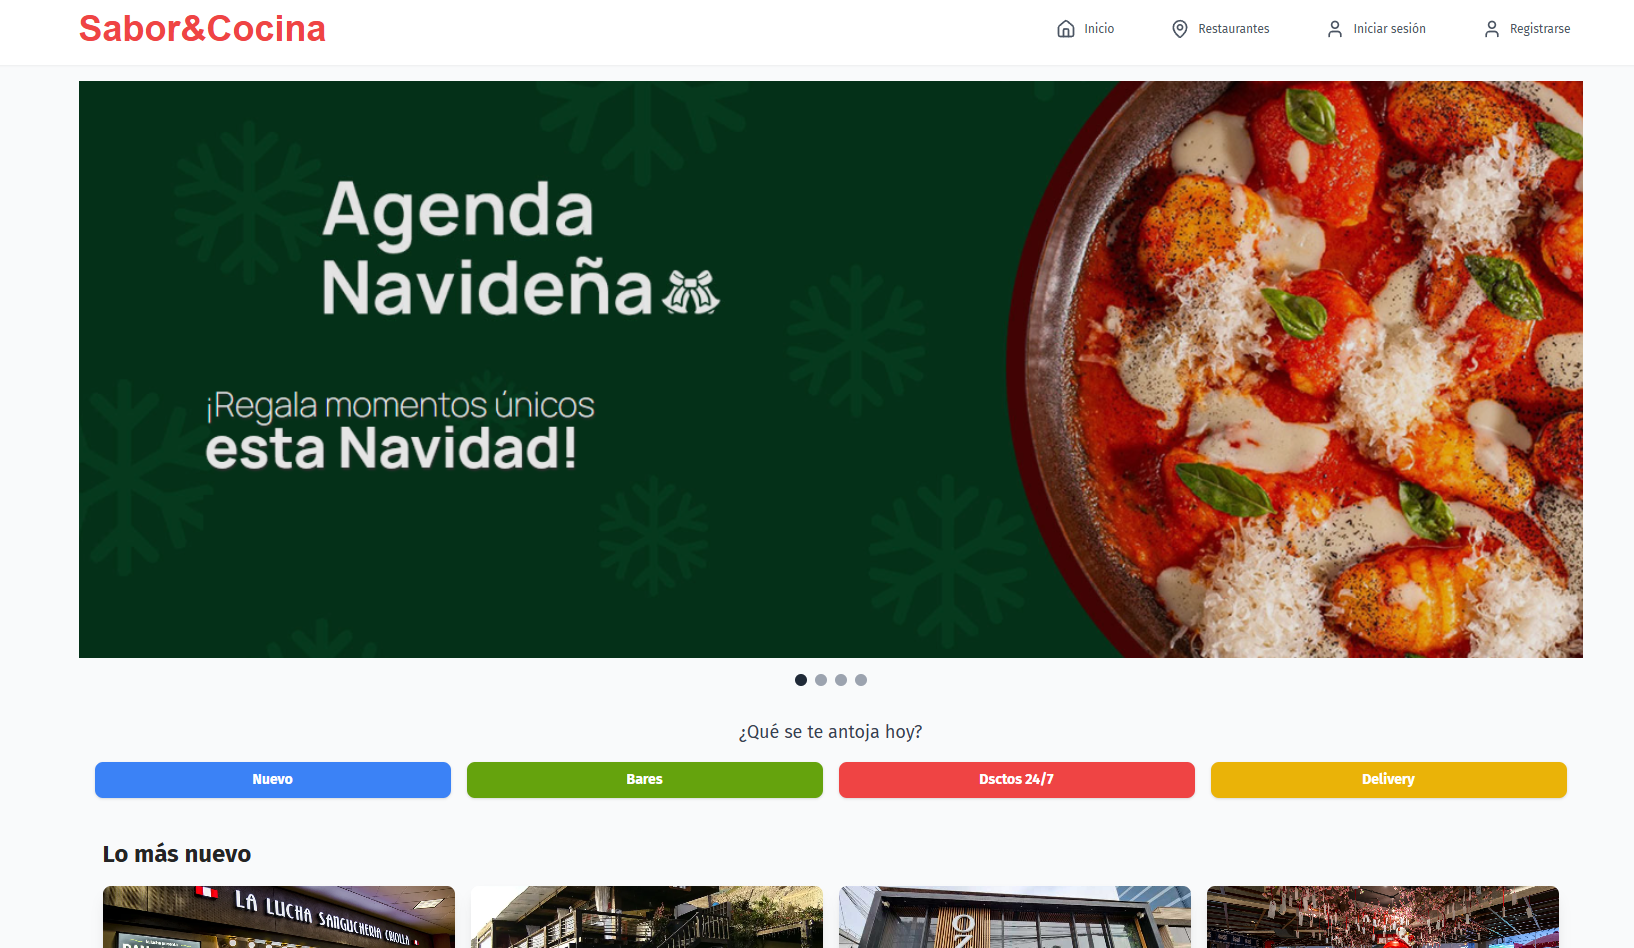 Sabor&Cocina
Inicio
Restaurantes
Iniciar sesión
Registrarse
Agenda
Navideña
¡Regala momentos únicos
esta Navidad!
¿Qué se te antoja hoy?
Nuevo
Bares
Dsctos 24/7
Delivery
Lo más nuevo
LA LUCHA SANGUCHERIA CRIOLLA